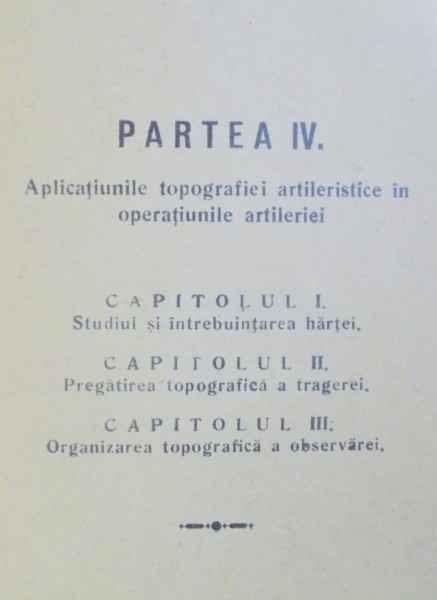 PARTEA IV.
Aplicațiunile topografiei artileristice în
operațiunile artileriei
CAPITOLUL I.
Studiul și întrebuințarea hărței.
CAPITOLUL II.
Pregătirea topografică a tragerei.
CAPITOLUL III.
Organizarea topografică a observărei.